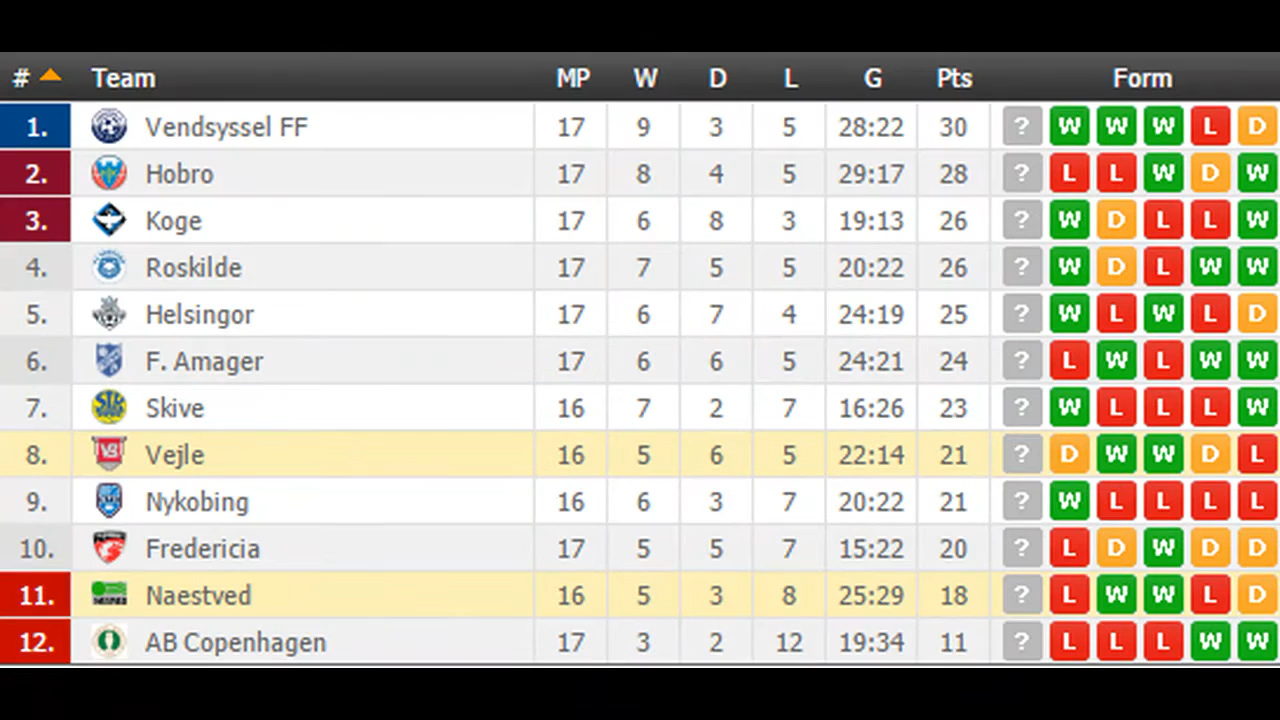 # Team MP W D L G Pts Form
1. Vendsyssel FF 17 9 3 5 28:22 30 ? W W W L D
2. Hobro 17 8 4 5 29:17 28 ? L L W D W
3. Koge 17 6 8 3 19:13 26 ? W D L L W
4. Roskilde 17 7 5 5 20:22 26 ? W D L W W
5. Helsingor 17 6 7 4 24:19 25 ? W L W L D
6. F. Amager 17 6 6 5 24:21 24 ? L W L W W
7. Skive 16 7 2 7 16:26 23 ? W L L L W
8. Vejle 16 5 6 5 22:14 21 ? D W W D L
9. Nykobing 16 6 3 7 20:22 21 ? W L L L L
10. Fredericia 17 5 5 7 15:22 20 ? L D W D D
11. Naestved 16 5 3 8 25:29 18 ? L W W L D
12. AB Copenhagen 17 3 2 12 19:34 11 ? L L L W W